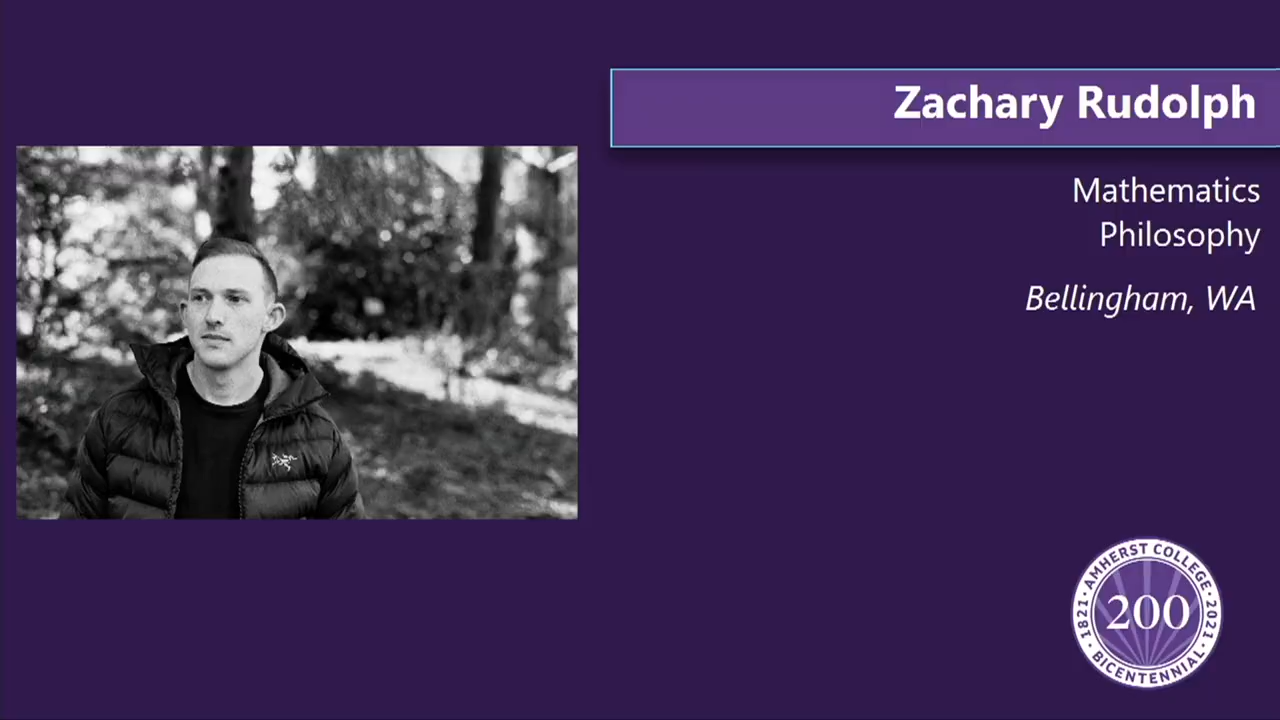 Zachary Rudolph
Mathematics
Philosophy
Bellingham, WA
AMHERST COLLEGE
1821
200
2021
BICENTENNIAL